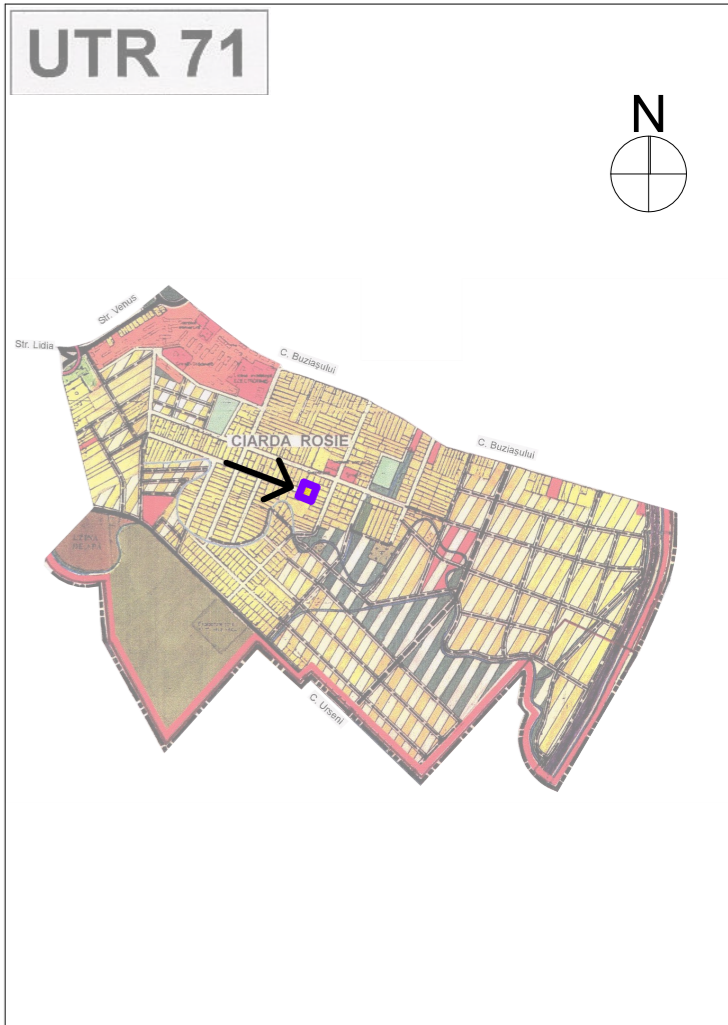 UTR 71
N
Str. Venus
Str. Lidia
C. Buziașului
CIARDA ROSIE
C. Buziașului
C. Urseni